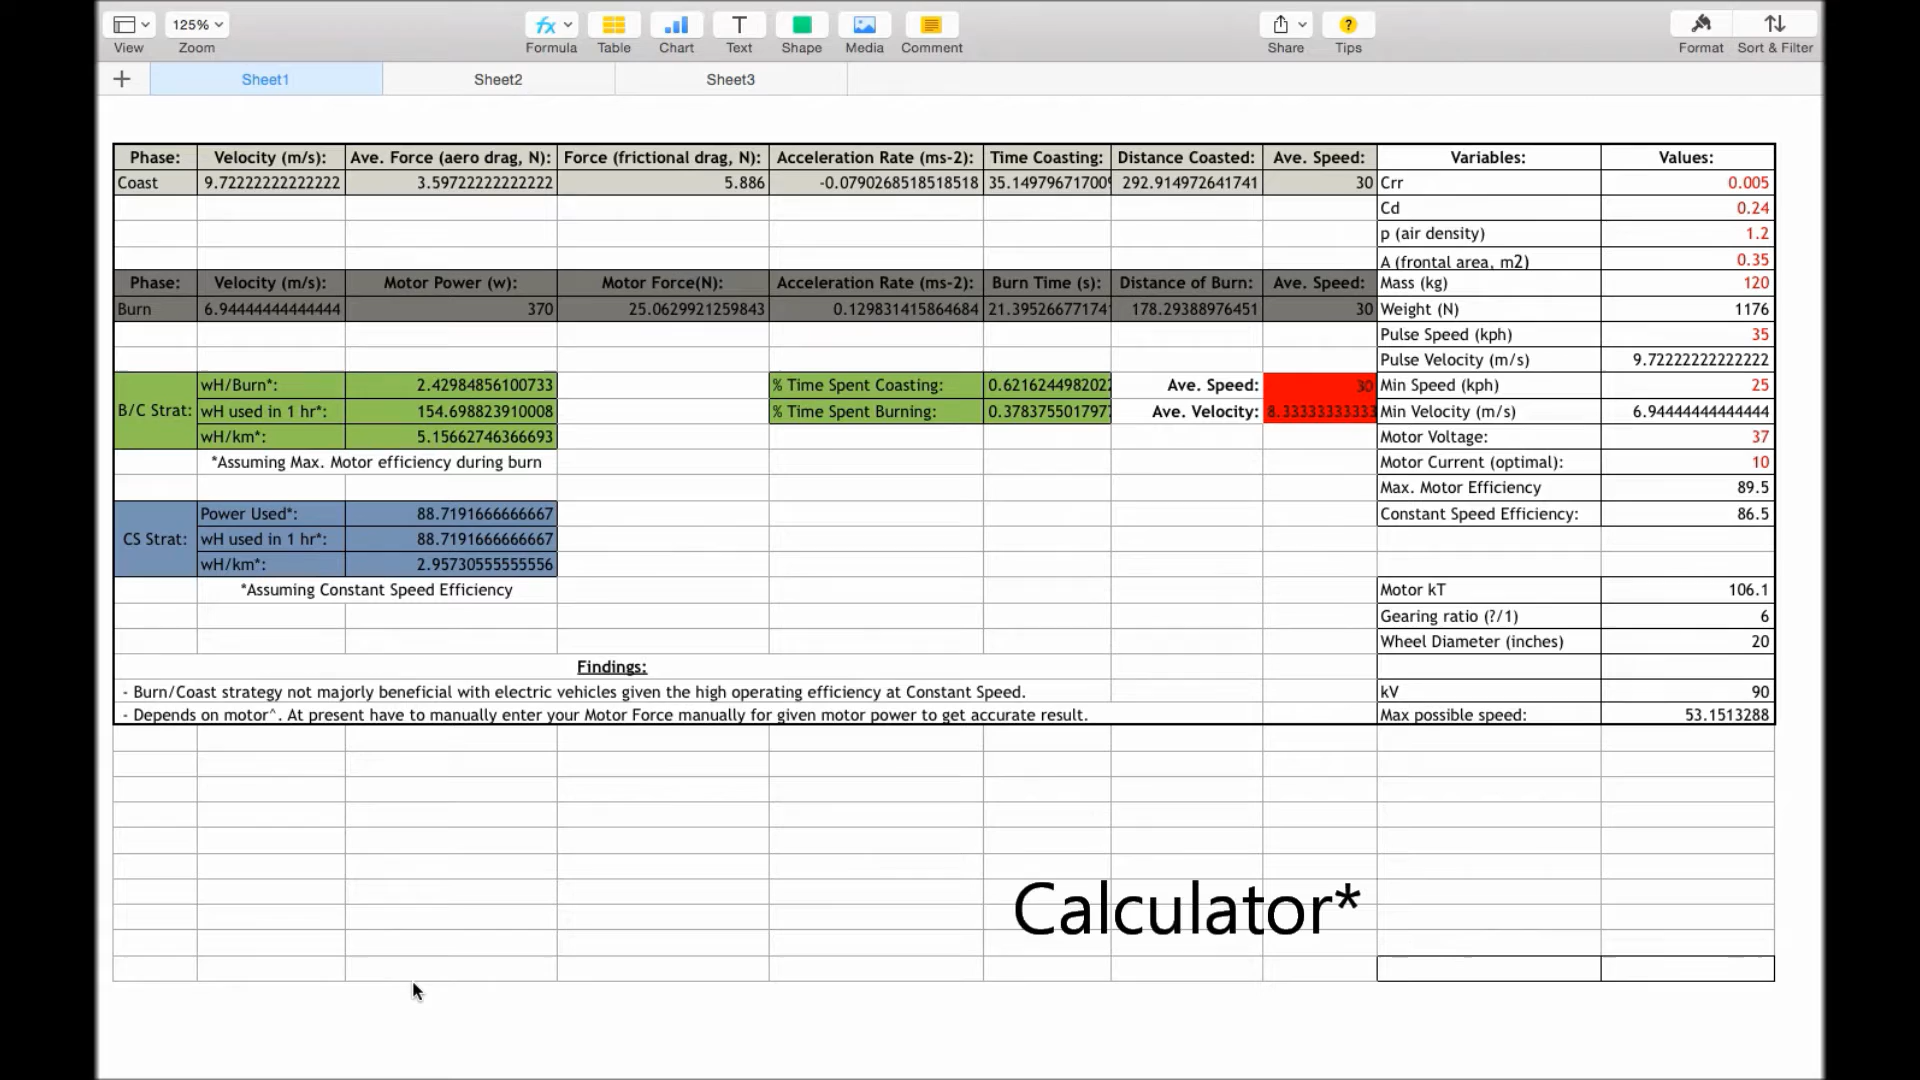 125%
View Zoom Formula Table Chart Text Shape Media Comment Share Tips Format Sort & Filter
Sheet1 Sheet2 Sheet3
Phase: Velocity (m/s): Ave. Force (aero drag, N): Force (frictional drag, N): Acceleration Rate (ms-2): Time Coasting: Distance Coasted: Ave. Speed: Variables: Values:
Coast 9.72222222222222 3.59722222222222 5.886 -0.0790268518518518 35.14979671700 292.914972641741 30 Crr 0.005
Cd 0.24
p (air density) 1.2
A (frontal area, m2) 0.35
Phase: Velocity (m/s): Motor Power (w): Motor Force(N): Acceleration Rate (ms-2): Burn Time (s): Distance of Burn: Ave. Speed: Mass (kg) 120
Burn 6.94444444444444 370 25.0629921259843 0.129831415864684 21.39526677174 178.29388976451 30 Weight (N) 1176
Pulse Speed (kph) 35
Pulse Velocity (m/s) 9.72222222222222
B/C Strat: wH/Burn*: 2.42984856100733 % Time Spent Coasting: 0.6216244982022 Ave. Speed: 30 Min Speed (kph) 25
wH used in 1 hr*: 154.698823910008 % Time Spent Burning: 0.3783755017977 Ave. Velocity: 8.33333333333 Min Velocity (m/s) 6.94444444444444
wH/km*: 5.15662746366693 Motor Voltage: 37
*Assuming Max. Motor efficiency during burn Motor Current (optimal): 10
Max. Motor Efficiency 89.5
CS Strat: Power Used*: 88.7191666666667 Constant Speed Efficiency: 86.5
wH used in 1 hr*: 88.7191666666667
wH/km*: 2.95730555555556
*Assuming Constant Speed Efficiency Motor kT 106.1
Gearing ratio (?/1) 6
Wheel Diameter (inches) 20
Findings:
- Burn/Coast strategy not majorly beneficial with electric vehicles given the high operating efficiency at Constant Speed. kV 90
- Depends on motor^. At present have to manually enter your Motor Force manually for given motor power to get accurate result. Max possible speed: 53.1513288
Calculator*